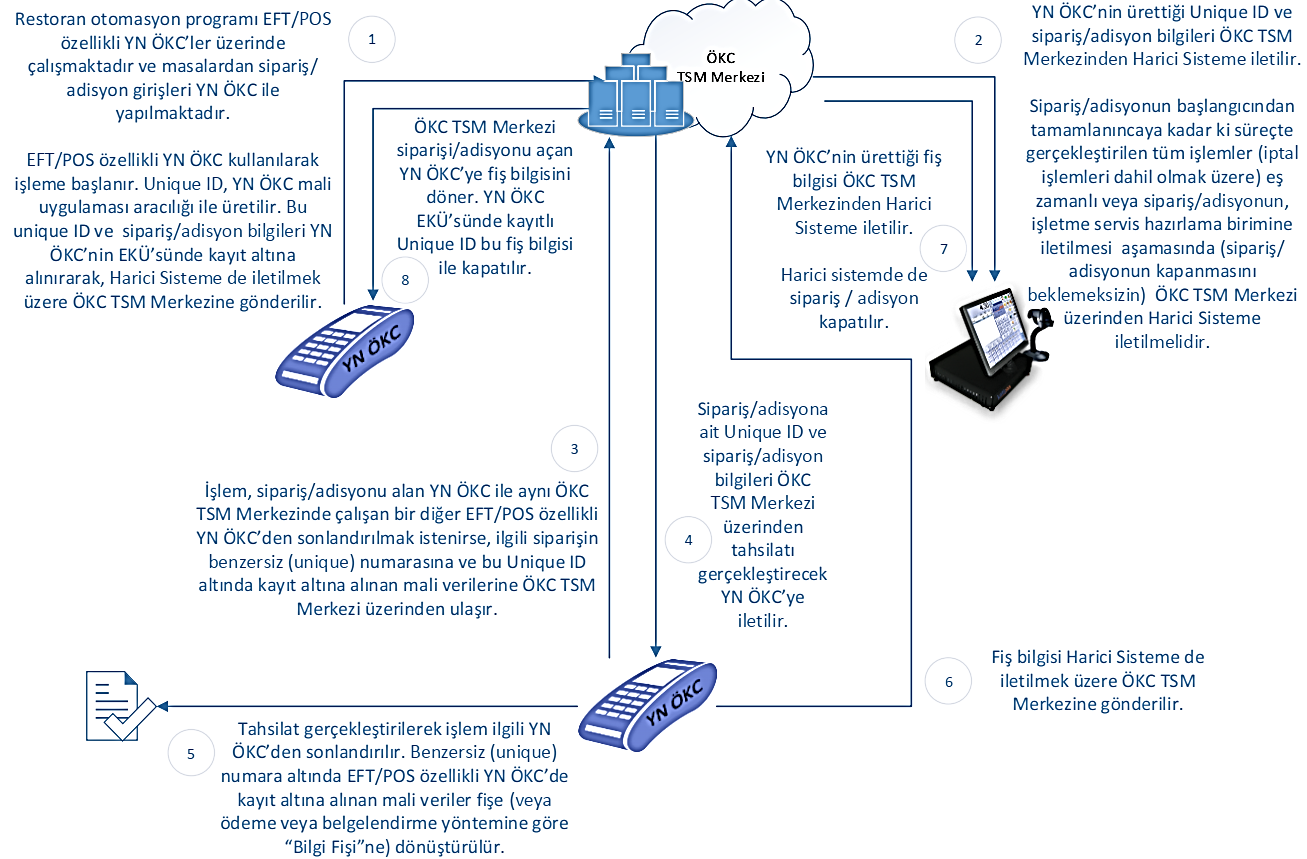 Restoran otomasyon programı EFT/POS
özellikli YN ÖKC'ler üzerinde
çalışmaktadır ve masalardan sipariş/
adisyon girişleri YN ÖKC ile
yapılmaktadır.
EFT/POS özellikli YN ÖKC kullanılarak
işleme başlanır. Unique ID, YN ÖKC mali
uygulaması aracılığı ile üretilir. Bu
unique ID ve sipariş/adisyon bilgileri YN
ÖKC'nin EKÜ'sünde kayıt altına
alınırarak, Harici Sisteme de iletilmek
üzere ÖKC TSM Merkezine gönderilir.
1
ÖKC
TSM Merkezi
2
YN ÖKC'nin ürettiği Unique ID ve
sipariş/adisyon bilgileri ÖKC TSM
Merkezinden Harici Sisteme iletilir.
Sipariş/adisyonun başlangıcından
tamamlanıncaya kadar ki süreçte
gerçekleştirilen tüm işlemler (iptal
işlemleri dahil olmak üzere) eş
zamanlı veya sipariş/adisyonun,
işletme servis hazırlama birimine
iletilmesi aşamasında (sipariş/
adisyonun kapanmasını
beklemeksizin) ÖKC TSM Merkezi
üzerinden Harici Sisteme
iletilmelidir.
ÖKC TSM Merkezi
siparişi/adisyonu açan
YN ÖKC'ye fiş bilgisini
döner. YN ÖKC
EKÜ'sünde kayıtlı
Unique ID bu fiş bilgisi
ile kapatılır.
8
YN ÖKC
YN ÖKC'nin ürettiği fiş
bilgisi ÖKC TSM
Merkezinden Harici
Sisteme iletilir.
7
Harici sistemde de
sipariş / adisyon
kapatılır.
3
İşlem, sipariş/adisyonu alan YN ÖKC ile aynı ÖKC
TSM Merkezinde çalışan bir diğer EFT/POS özellikli
YN ÖKC'den sonlandırılmak istenirse, ilgili siparişin
benzersiz (unique) numarasına ve bu Unique ID
altında kayıt altına alınan mali verilerine ÖKC TSM
Merkezi üzerinden ulaşır.
4
Sipariş/adisyona
ait Unique ID ve
sipariş/adisyon
bilgileri ÖKC
TSM Merkezi
üzerinden
tahsilatı
gerçekleştirecek
YN ÖKC'ye
iletilir.
YN ÖKC
6
Fiş bilgisi Harici Sisteme de
iletilmek üzere ÖKC TSM
Merkezine gönderilir.
5
Tahsilat gerçekleştirilerek işlem ilgili YN
ÖKC'den sonlandırılır. Benzersiz (unique)
numara altında EFT/POS özellikli YN ÖKC'de
kayıt altına alınan mali veriler fişe (veya
ödeme veya belgelendirme yöntemine göre
"Bilgi Fişi"ne) dönüştürülür.